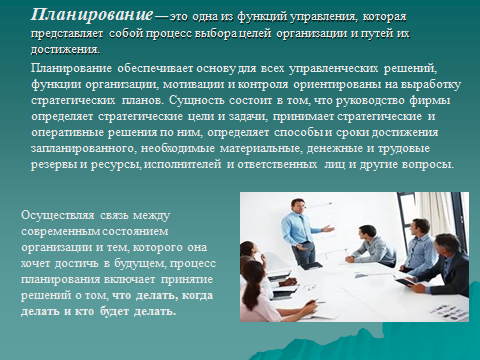 Планирование — это одна из функций управления, которая
представляет собой процесс выбора целей организации и путей их
достижения.
Планирование обеспечивает основу для всех управленческих решений,
функции организации, мотивации и контроля ориентированы на выработку
стратегических планов. Сущность состоит в том, что руководство фирмы
определяет стратегические цели и задачи, принимает стратегические и
оперативные решения по ним, определяет способы и сроки достижения
запланированного, необходимые материальные, денежные и трудовые
резервы и ресурсы, исполнителей и ответственных лиц и другие вопросы.
Осуществляя связь между
современным состоянием
организации и тем, которого она
хочет достичь в будущем, процесс
планирования включает принятие
решений о том, что делать, когда
делать и кто будет делать.